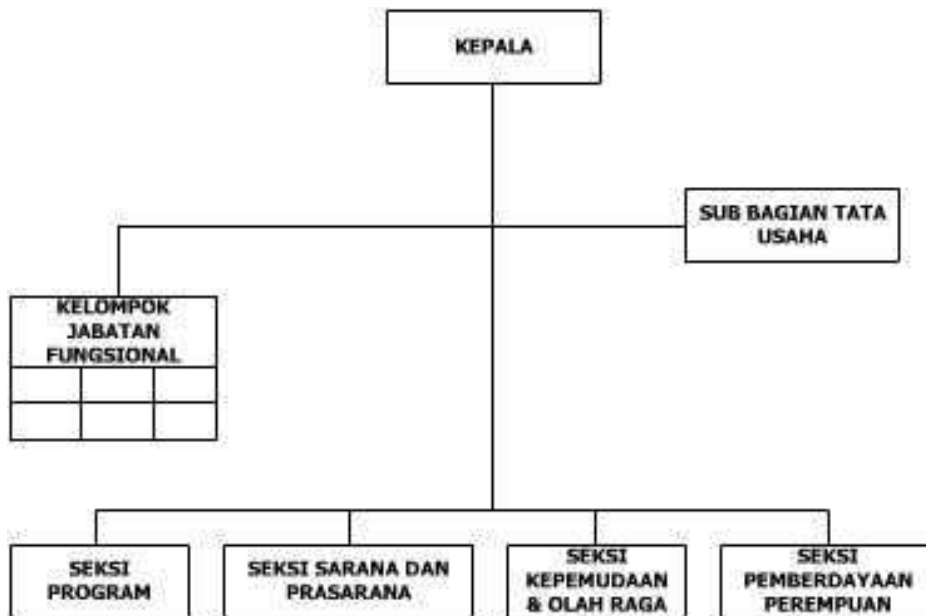 KEPALA
SUB BAGIAN TATA
USAHA
KELOMPOK
JABATAN
FUNGSIONAL
SEKSI
PROGRAM
SEKSI SARANA DAN
PRASARANA
SEKSI
KEPEMUDAAN
& OLAH RAGA
SEKSI
PEMBERDAYAAN
PEREMPUAN